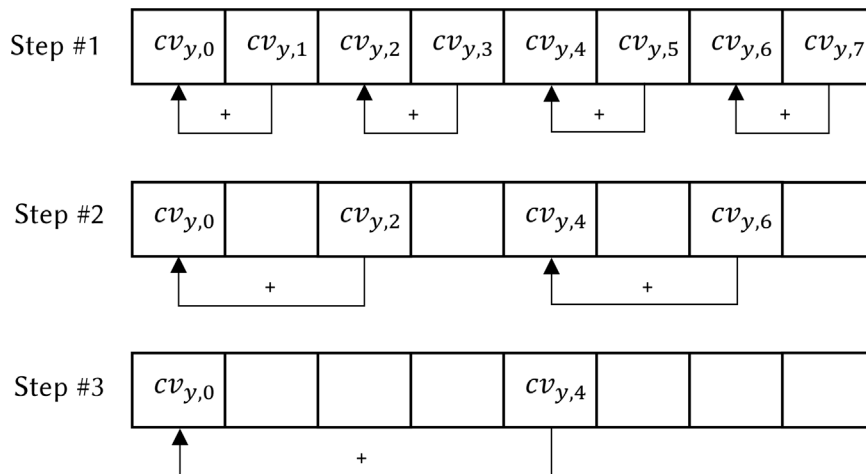 Step #1 cv_{y,0} cv_{y,1} cv_{y,2} cv_{y,3} cv_{y,4} cv_{y,5} cv_{y,6} cv_{y,7}
+ + + +
Step #2 cv_{y,0} cv_{y,2} cv_{y,4} cv_{y,6}
+ +
Step #3 cv_{y,0} cv_{y,4}
+